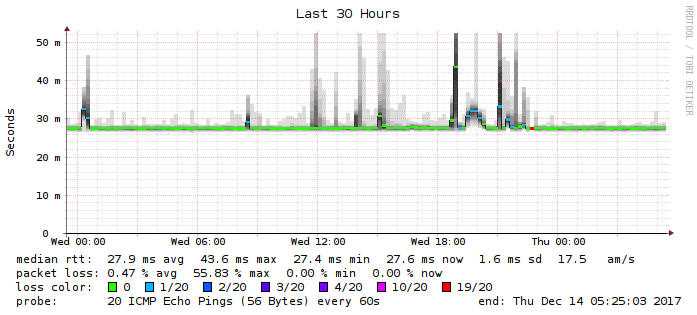 Last 30 Hours
RRDTOOL / TOBI OETIKER
Seconds
50 m
40 m
30 m
20 m
10 m
0
Wed 00:00 Wed 06:00 Wed 12:00 Wed 18:00 Thu 00:00
median rtt: 27.9 ms avg 43.6 ms max 27.4 ms min 27.6 ms now 1.6 ms sd 17.5 am/s
packet loss: 0.47 % avg 55.83 % max 0.00 % min 0.00 % now
loss color: 0 1/20 2/20 3/20 4/20 10/20 19/20
probe: 20 ICMP Echo Pings (56 Bytes) every 60s end: Thu Dec 14 05:25:03 2017